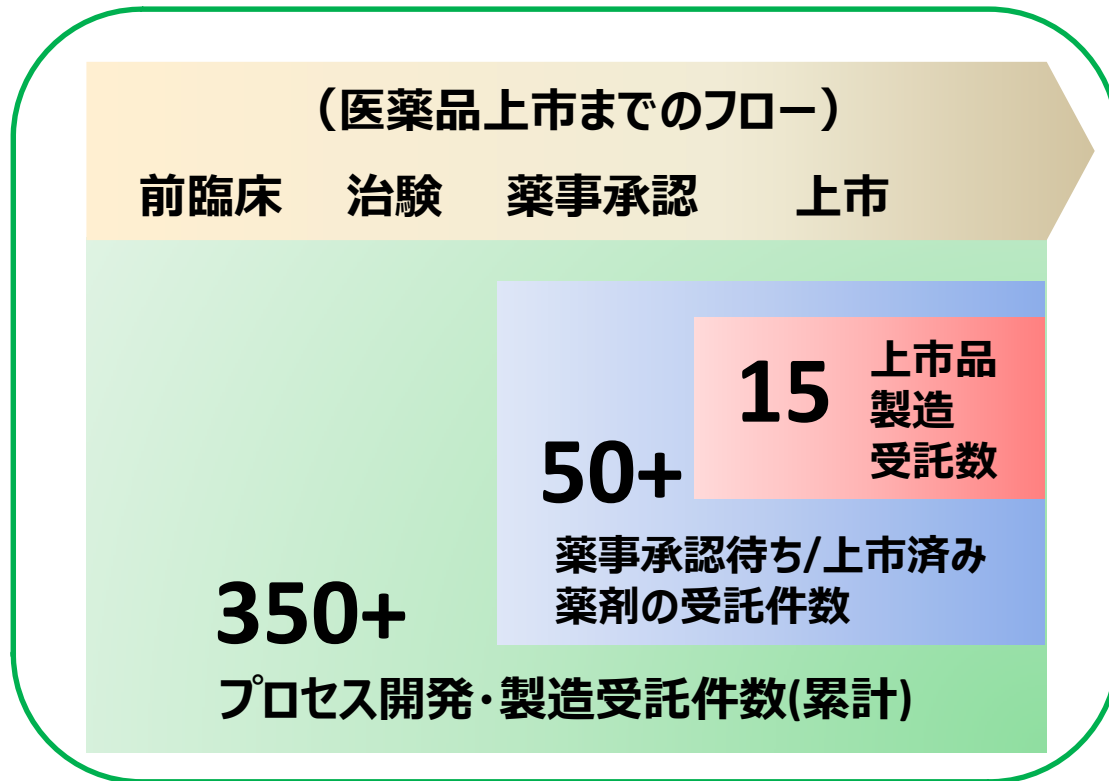 （医薬品上市までのフロー）
前臨床 治験 薬事承認 上市
15
上市品
製造
受託数
50+
薬事承認待ち/上市済み
薬剤の受託件数
350+
プロセス開発・製造受託件数(累計)